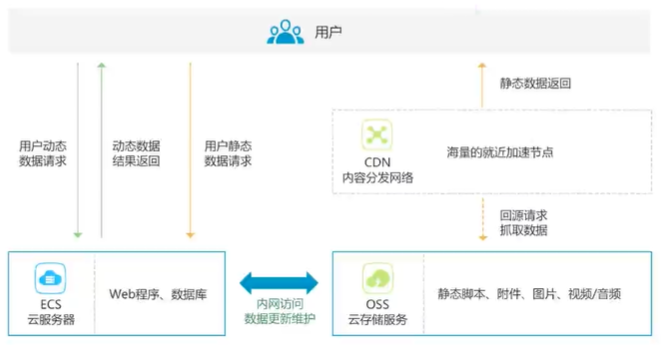 用户
静态数据返回
用户动态
数据请求
动态数据
结果返回
用户静态
数据请求
CDN
内容分发网络
海量的就近加速节点
回源请求
抓取数据
ECS
云服务器
Web程序、数据库
内网访问
数据更新维护
OSS
云存储服务
静态脚本、附件、图片、视频/音频